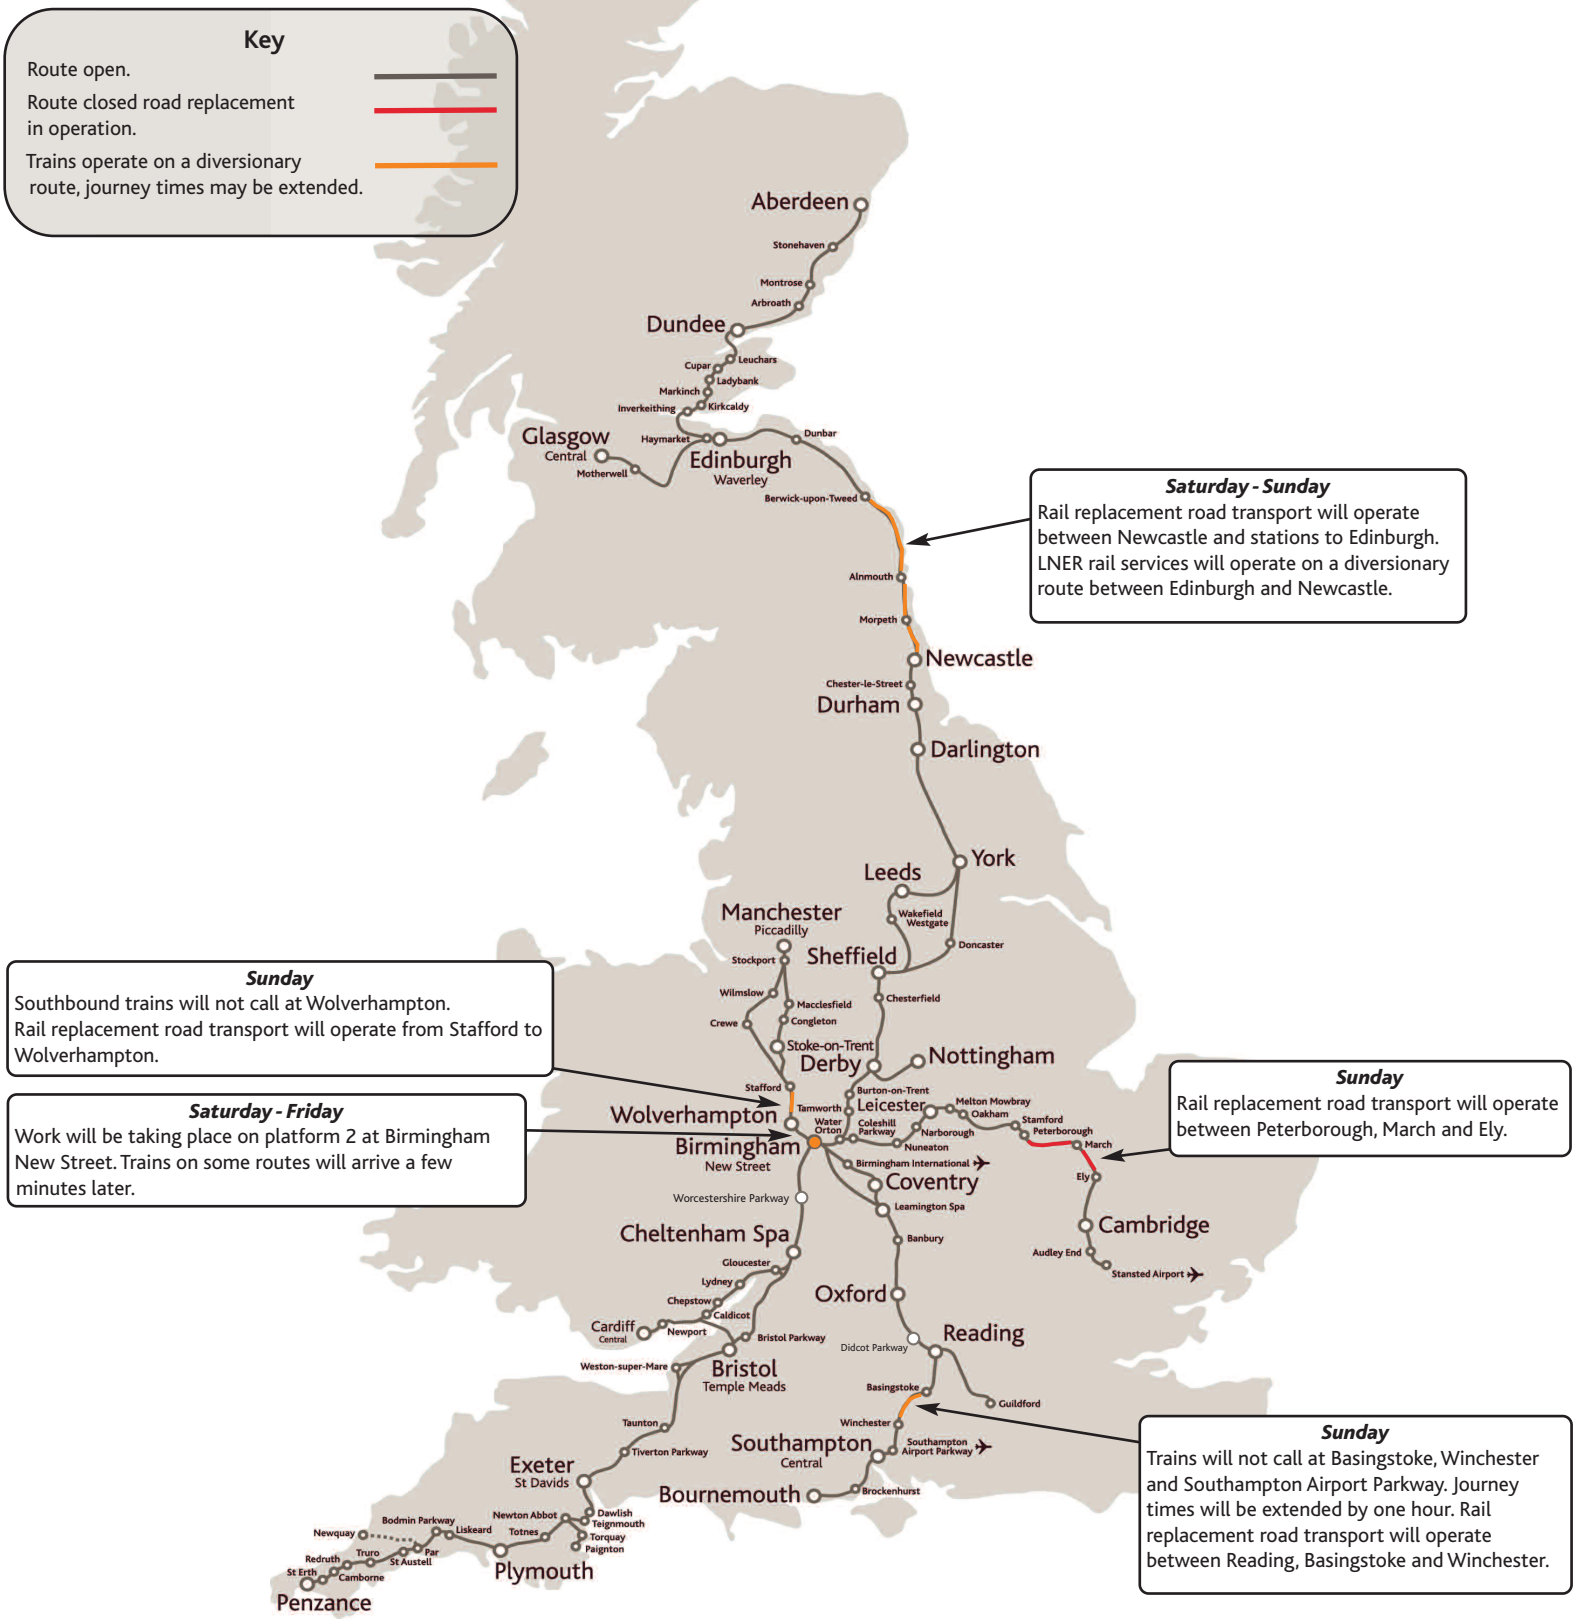 Key
Route open.
Route closed road replacement
in operation.
Trains operate on a diversionary
route, journey times may be extended.
Aberdeen
Stonehaven
Montrose
Arbroath
Dundee
Leuchars
Cupar
Ladybank
Markinch
Kirkcaldy
Inverkeithing
Glasgow
Central
Motherwell
Haymarket
Edinburgh
Waverley
Dunbar
Berwick-upon-Tweed
Saturday - Sunday
Rail replacement road transport will operate
between Newcastle and stations to Edinburgh.
LNER rail services will operate on a diversionary
route between Edinburgh and Newcastle.
Alnmouth
Morpeth
Newcastle
Chester-le-Street
Durham
Darlington
York
Leeds
Wakefield
Westgate
Doncaster
Manchester
Piccadilly
Stockport
Sheffield
Wilmslow
Macclesfield
Chesterfield
Crewe
Congleton
Stoke-on-Trent
Derby
Nottingham
Sunday
Southbound trains will not call at Wolverhampton.
Rail replacement road transport will operate from Stafford to
Wolverhampton.
Stafford
Burton-on-Trent
Tamworth
Leicester
Melton Mowbray
Oakham
Stamford
Peterborough
March
Ely
Sunday
Rail replacement road transport will operate
between Peterborough, March and Ely.
Saturday - Friday
Work will be taking place on platform 2 at Birmingham
New Street. Trains on some routes will arrive a few
minutes later.
Wolverhampton
Water
Orton
Coleshill
Parkway
Narborough
Nuneaton
Birmingham
New Street
Birmingham International
Coventry
Leamington Spa
Worcestershire Parkway
Cambridge
Audley End
Stansted Airport
Cheltenham Spa
Banbury
Gloucester
Lydney
Chepstow
Caldicot
Oxford
Cardiff
Central
Newport
Bristol Parkway
Didcot Parkway
Reading
Weston-super-Mare
Bristol
Temple Meads
Basingstoke
Guildford
Taunton
Winchester
Tiverton Parkway
Southampton
Central
Southampton
Airport Parkway
Sunday
Trains will not call at Basingstoke, Winchester
and Southampton Airport Parkway. Journey
times will be extended by one hour. Rail
replacement road transport will operate
between Reading, Basingstoke and Winchester.
Exeter
St Davids
Bournemouth
Brockenhurst
Dawlish
Teignmouth
Newton Abbot
Torquay
Paignton
Totnes
Bodmin Parkway
Liskeard
Newquay
Plymouth
Par
St Austell
Truro
Redruth
Camborne
St Erth
Penzance